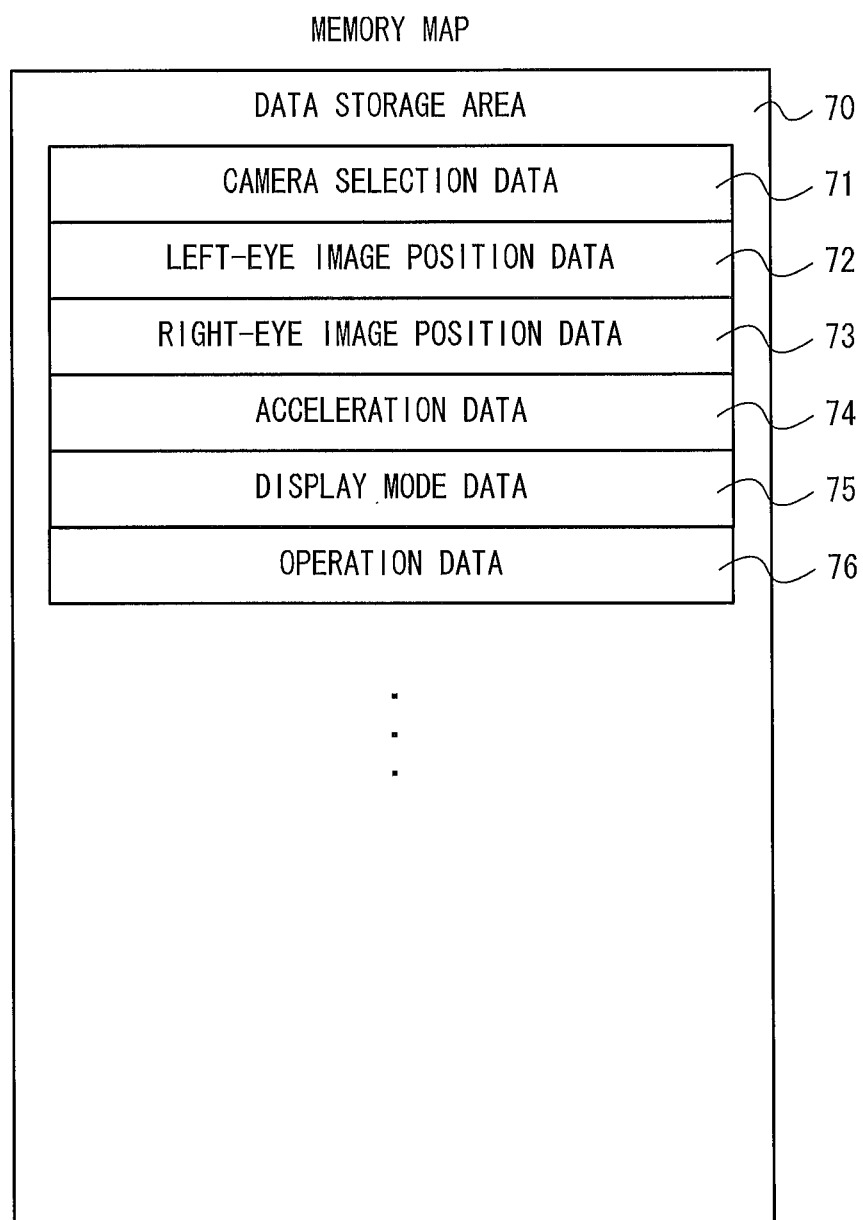 MEMORY MAP
DATA STORAGE AREA 70
CAMERA SELECTION DATA 71
LEFT-EYE IMAGE POSITION DATA 72
RIGHT-EYE IMAGE POSITION DATA 73
ACCELERATION DATA 74
DISPLAY MODE DATA 75
OPERATION DATA 76